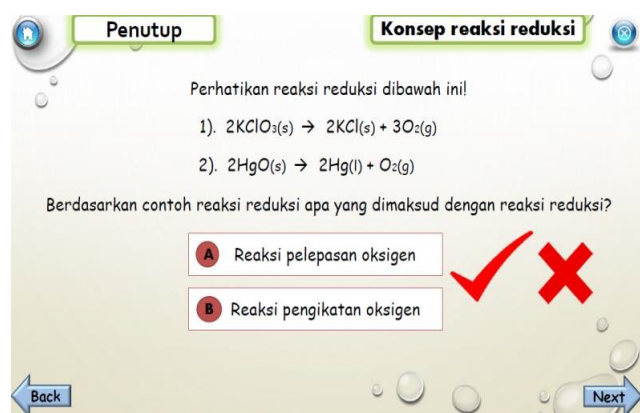 Penutup
Konsep reaksi reduksi
Perhatikan reaksi reduksi dibawah ini!
1). 2KClO3(s) → 2KCl(s) + 3O2(g)
2). 2HgO(s) → 2Hg(l) + O2(g)
Berdasarkan contoh reaksi reduksi apa yang dimaksud dengan reaksi reduksi?
A Reaksi pelepasan oksigen
B Reaksi pengikatan oksigen
Back
Next